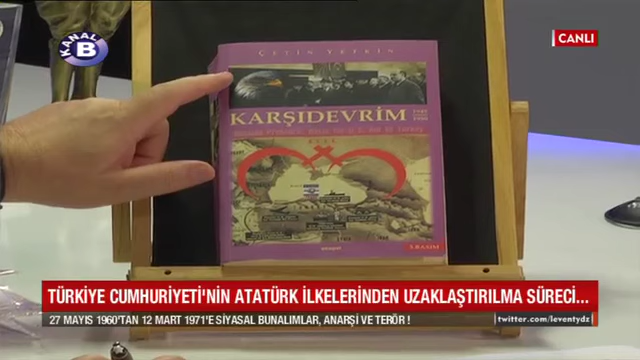 KANAL B
CANLI
ÇETİN YETKİN
KARŞIDEVRİM
3.BASIM
TÜRKİYE CUMHURİYETİ'NİN ATATÜRK İLKELERİNDEN UZAKLAŞTIRILMA SÜRECİ...
27 MAYIS 1960'TAN 12 MART 1971'E SİYASAL BUNALIMLAR, ANARŞİ VE TERÖR !
twitter.com/leventydz